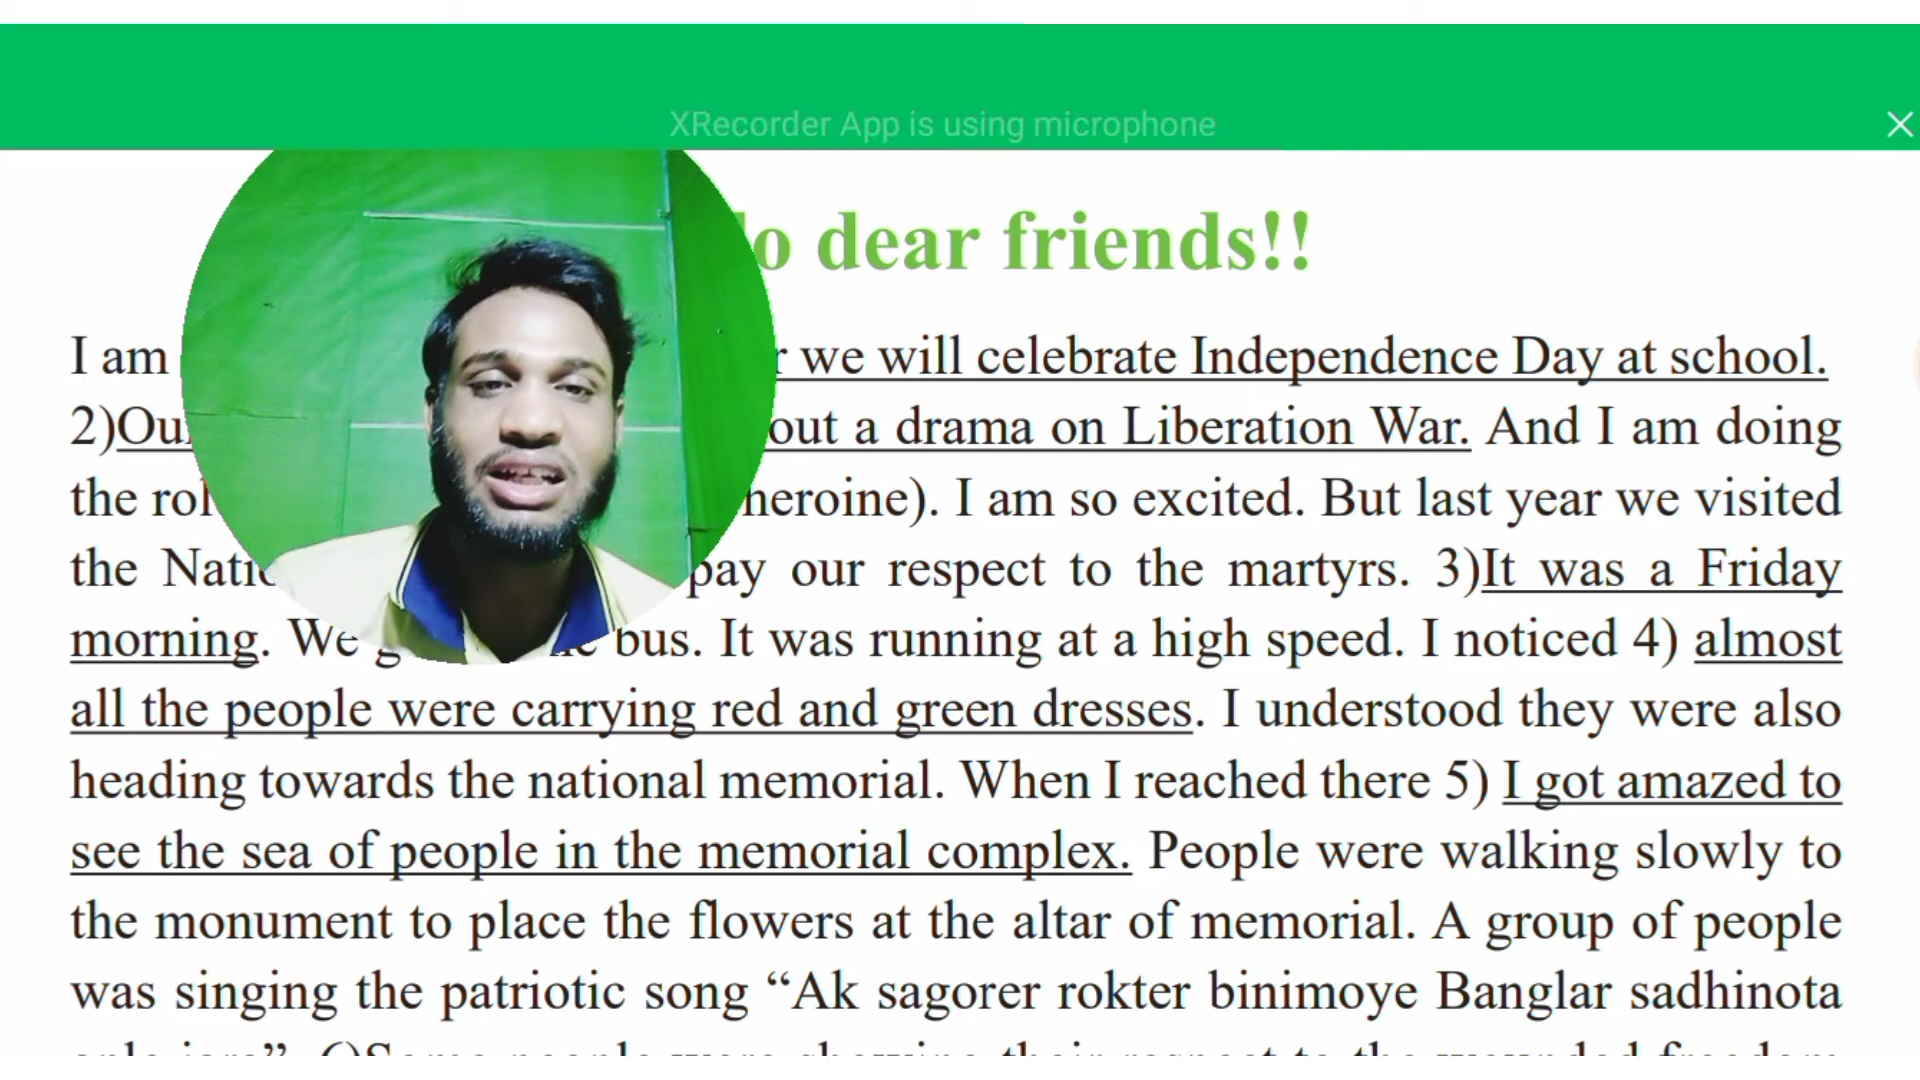 XRecorder App is using microphone
dear friends!!
I am we will celebrate Independence Day at school.
2) a drama on Liberation War. And I am doing
the heroine). I am so excited. But last year we visited
the pay our respect to the martyrs. 3)It was a Friday
morning. We bus. It was running at a high speed. I noticed 4) almost
all the people were carrying red and green dresses. I understood they were also
heading towards the national memorial. When I reached there 5) I got amazed to
see the sea of people in the memorial complex. People were walking slowly to
the monument to place the flowers at the altar of memorial. A group of people
was singing the patriotic song “Ak sagorer rokter binimoye Banglar sadhinota